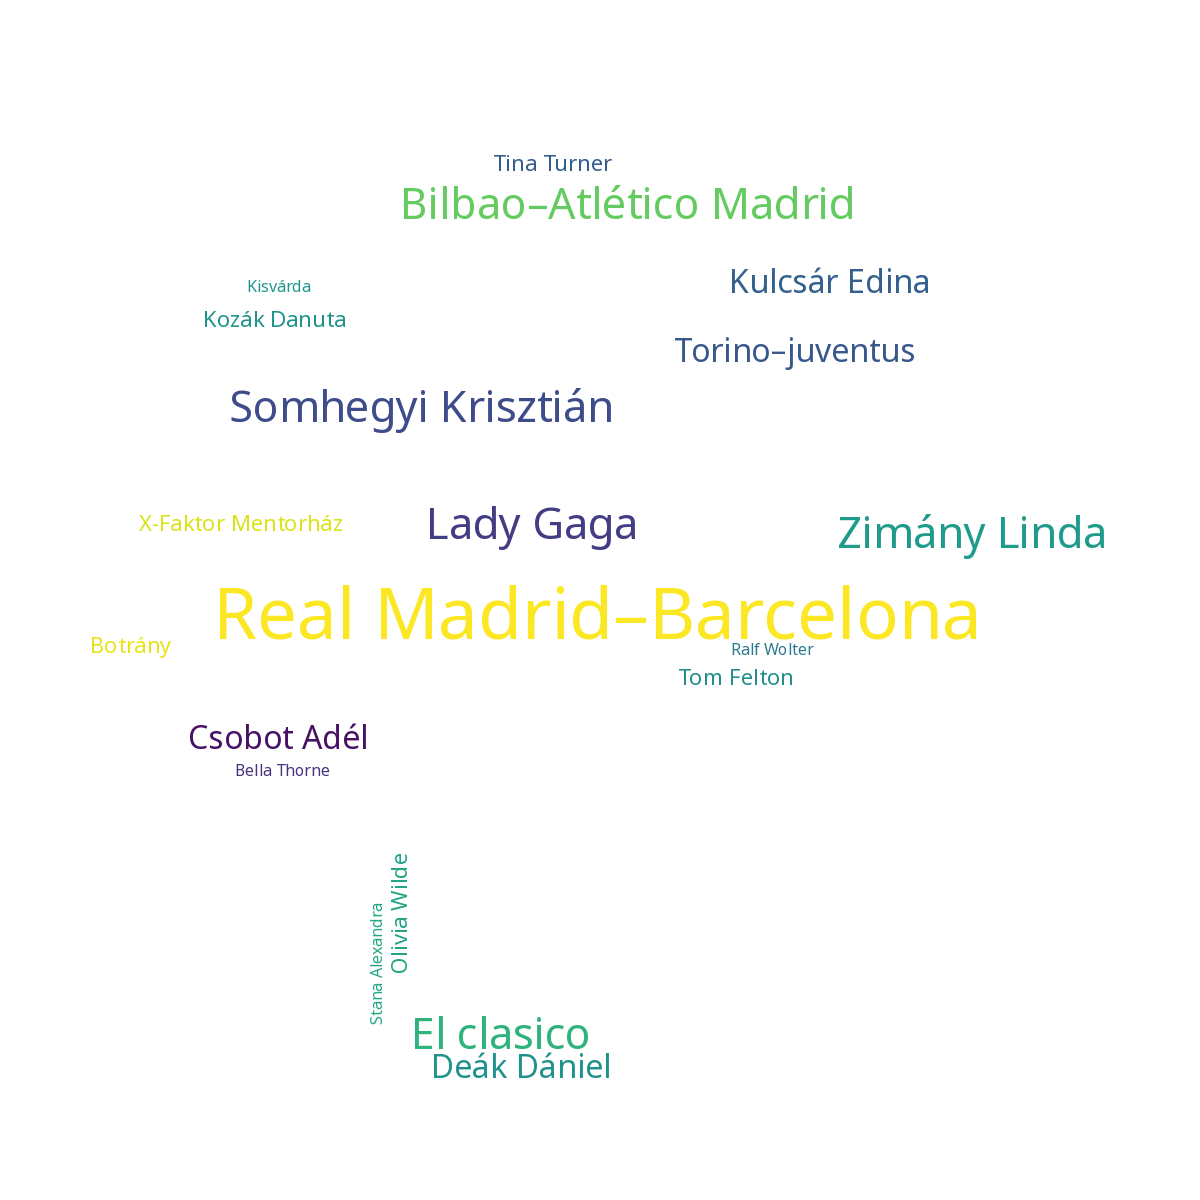 Tina Turner
Bilbao–Atlético Madrid
Kulcsár Edina
Kisvárda
Kozák Danuta
Torino–juventus
Somhegyi Krisztián
X-Faktor Mentorház
Lady Gaga
Zimány Linda
Real Madrid–Barcelona
Botrány
Ralf Wolter
Tom Felton
Csobot Adél
Bella Thorne
Olivia Wilde
Stana Alexandra
El clasico
Deák Dániel